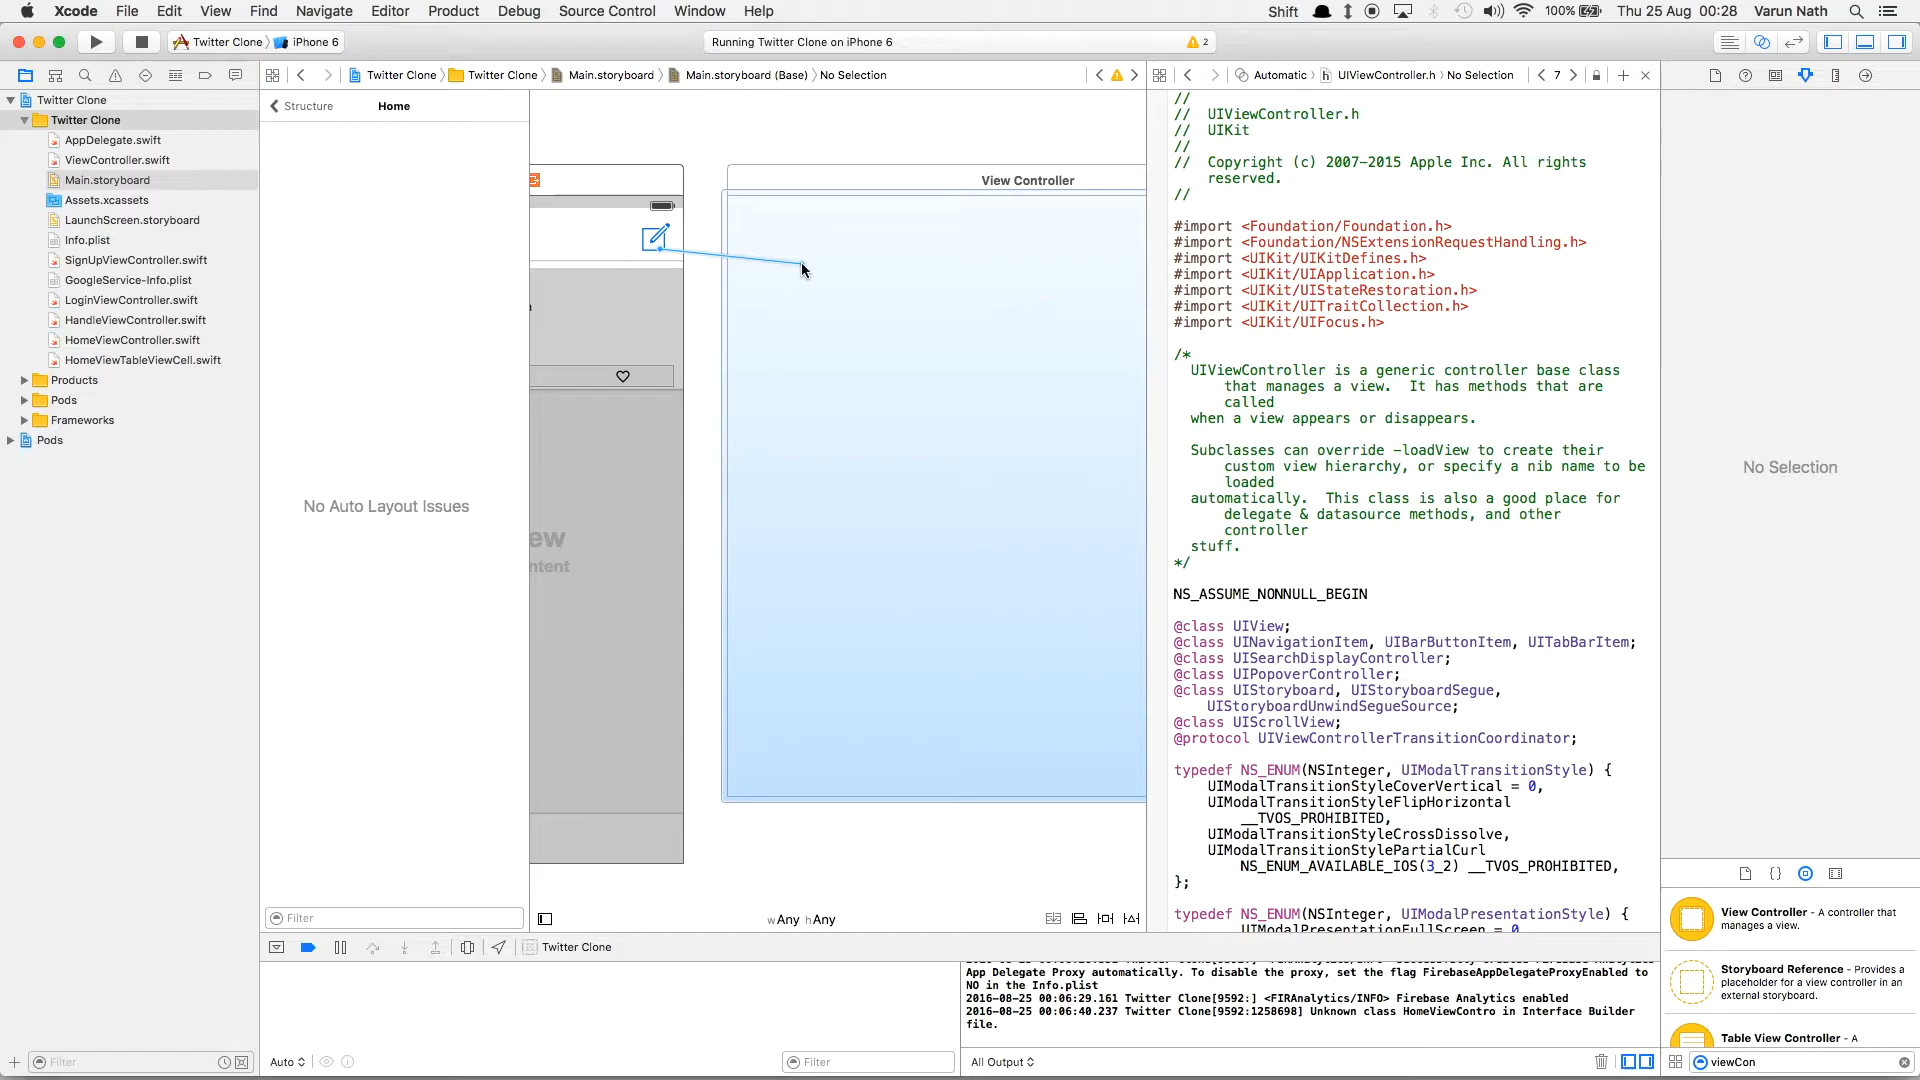 Xcode File Edit View Find Navigate Editor Product Debug Source Control Window Help
Shift 100% Thu 25 Aug 00:28 Varun Nath
Twitter Clone iPhone 6
Running Twitter Clone on iPhone 6
2
Twitter Clone Twitter Clone Main.storyboard Main.storyboard (Base) No Selection
Automatic UIViewController.h No Selection 7
Twitter Clone
Twitter Clone
AppDelegate.swift
ViewController.swift
Main.storyboard
Assets.xcassets
LaunchScreen.storyboard
Info.plist
SignUpViewController.swift
GoogleService-Info.plist
LoginViewController.swift
HandleViewController.swift
HomeViewController.swift
HomeViewTableViewCell.swift
Products
Pods
Frameworks
Pods
Filter
Structure Home
No Auto Layout Issues
Filter
View Controller
ew
ntent
wAny hAny
//
// UIViewController.h
// UIKit
//
// Copyright (c) 2007-2015 Apple Inc. All rights
reserved.
//
#import <Foundation/Foundation.h>
#import <Foundation/NSExtensionRequestHandling.h>
#import <UIKit/UIKitDefines.h>
#import <UIKit/UIApplication.h>
#import <UIKit/UIStateRestoration.h>
#import <UIKit/UITraitCollection.h>
#import <UIKit/UIFocus.h>
/*
UIViewController is a generic controller base class
that manages a view. It has methods that are
called
when a view appears or disappears.
Subclasses can override -loadView to create their
custom view hierarchy, or specify a nib name to be
loaded
automatically. This class is also a good place for
delegate & datasource methods, and other
controller
stuff.
*/
NS_ASSUME_NONNULL_BEGIN
@class UIView;
@class UINavigationItem, UIBarButtonItem, UITabBarItem;
@class UISearchDisplayController;
@class UIPopoverController;
@class UIStoryboard, UIStoryboardSegue,
UIStoryboardUnwindSegueSource;
@class UIScrollView;
@protocol UIViewControllerTransitionCoordinator;
typedef NS_ENUM(NSInteger, UIModalTransitionStyle) {
UIModalTransitionStyleCoverVertical = 0,
UIModalTransitionStyleFlipHorizontal
__TVOS_PROHIBITED,
UIModalTransitionStyleCrossDissolve,
UIModalTransitionStylePartialCurl
NS_ENUM_AVAILABLE_IOS(3_2) __TVOS_PROHIBITED,
};
typedef NS_ENUM(NSInteger, UIModalPresentationStyle) {
UIModalPresentationFullScreen = 0
No Selection
View Controller - A controller that
manages a view.
Storyboard Reference - Provides a
placeholder for a view controller in an
external storyboard.
Table View Controller - A
viewCon
Twitter Clone
App Delegate Proxy automatically. To disable the proxy, set the flag FirebaseAppDelegateProxyEnabled to
NO in the Info.plist
2016-08-25 00:06:29.161 Twitter Clone[9592:] <FIRAnalytics/INFO> Firebase Analytics enabled
2016-08-25 00:06:40.237 Twitter Clone[9592:1258698] Unknown class HomeViewContro in Interface Builder
file.
Auto
Filter
All Output